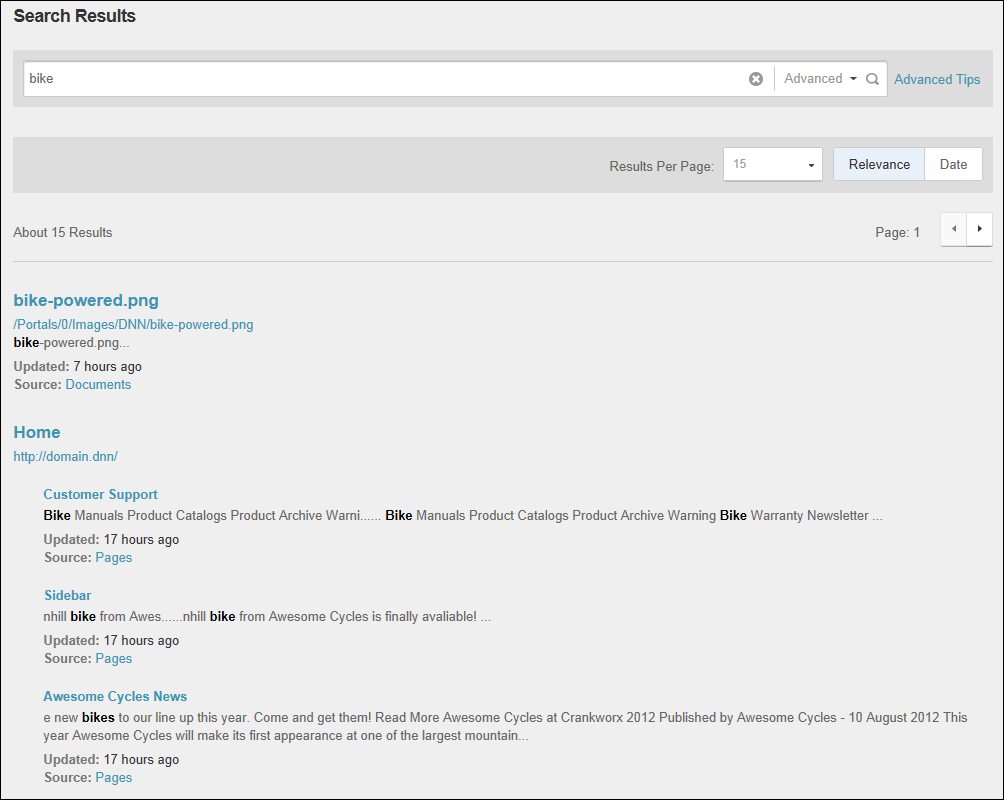 Search Results
bike
Advanced
Advanced Tips
Results Per Page:
15
Relevance
Date
About 15 Results
Page: 1
bike-powered.png
/Portals/0/Images/DNN/bike-powered.png
bike-powered.png...
Updated: 7 hours ago
Source: Documents
Home
http://domain.dnn/
Customer Support
Bike Manuals Product Catalogs Product Archive Warni...... Bike Manuals Product Catalogs Product Archive Warning Bike Warranty Newsletter ...
Updated: 17 hours ago
Source: Pages
Sidebar
nhill bike from Awes......nhill bike from Awesome Cycles is finally avaliable! ...
Updated: 17 hours ago
Source: Pages
Awesome Cycles News
e new bikes to our line up this year. Come and get them! Read More Awesome Cycles at Crankworx 2012 Published by Awesome Cycles - 10 August 2012 This
year Awesome Cycles will make its first appearance at one of the largest mountain...
Updated: 17 hours ago
Source: Pages